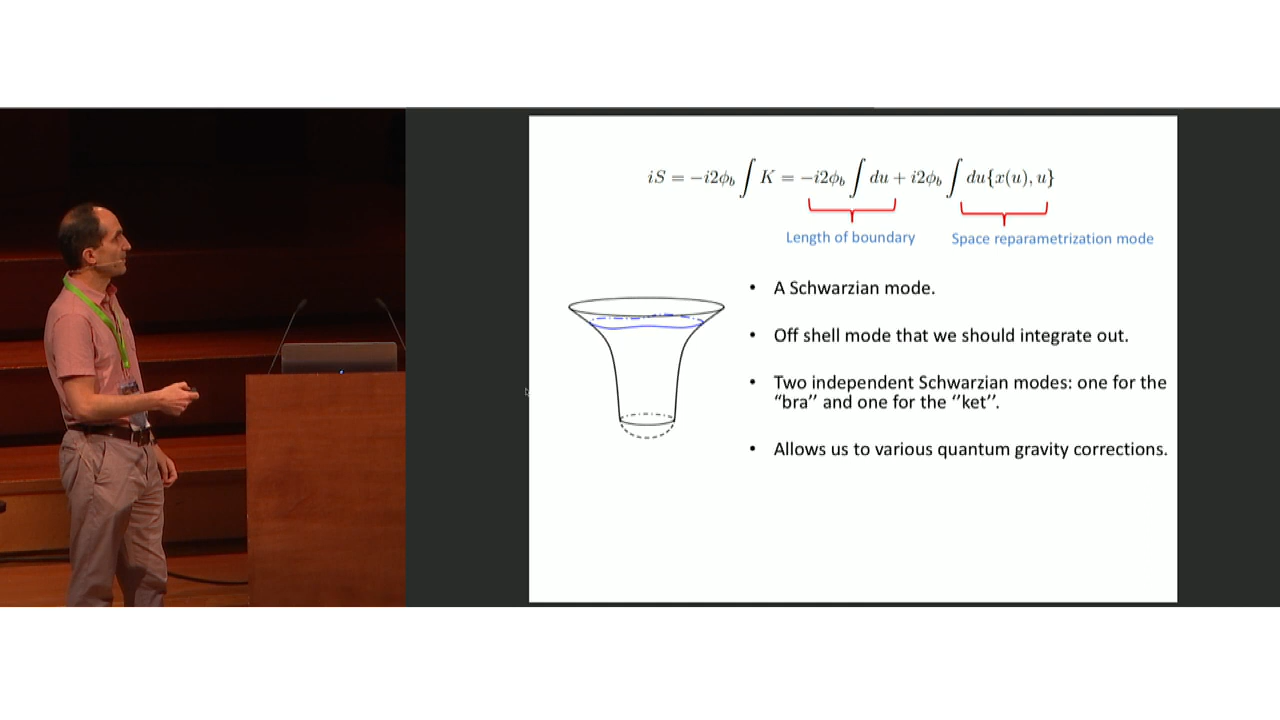 iS = −i2ϕ_b ∫ K = −i2ϕ_b ∫ du + i2ϕ_b ∫ du{x(u), u}
Length of boundary
Space reparametrization mode
• A Schwarzian mode.
• Off shell mode that we should integrate out.
• Two independent Schwarzian modes: one for the
“bra” and one for the ‘‘ket’’.
• Allows us to various quantum gravity corrections.